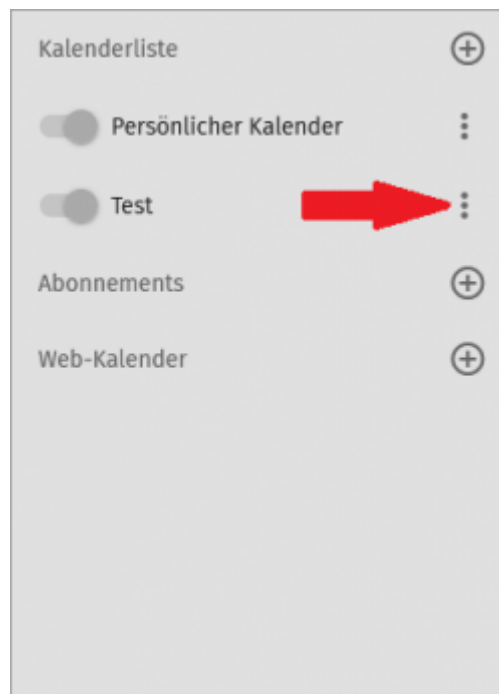 Kalenderliste
Persönlicher Kalender
Test
Abonnements
Web-Kalender